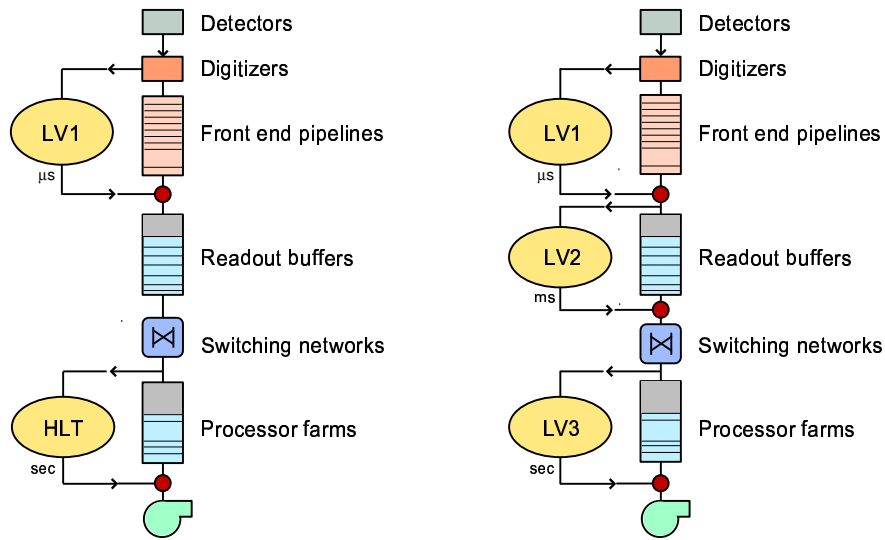 Detectors
Digitizers
LV1
Front end pipelines
μs
Readout buffers
Switching networks
HLT
Processor farms
sec
Detectors
Digitizers
LV1
Front end pipelines
μs
LV2
Readout buffers
ms
Switching networks
LV3
Processor farms
sec